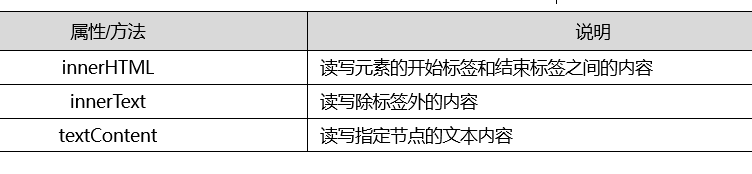 属性/方法 说明
innerHTML 读写元素的开始标签和结束标签之间的内容
innerText 读写除标签外的内容
textContent 读写指定节点的文本内容